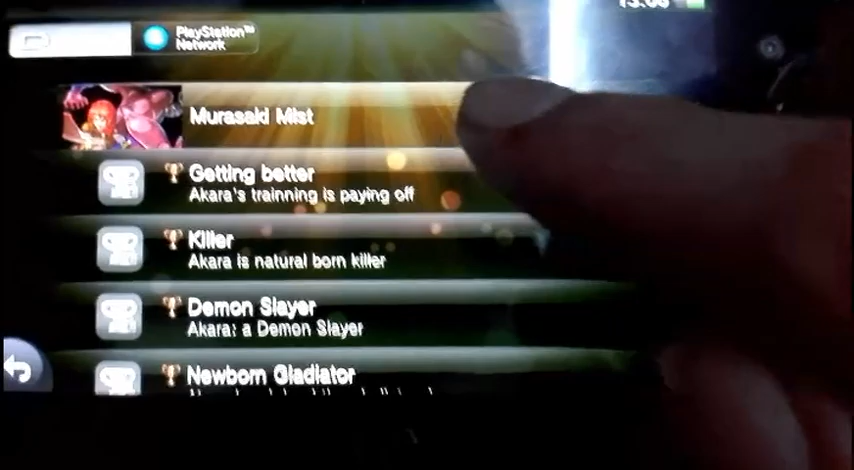 PlayStation™
Network
Murasaki Mist
Getting better
Akara's trainning is paying off
Killer
Akara is natural born killer
Demon Slayer
Akara: a Demon Slayer
Newborn Gladiator